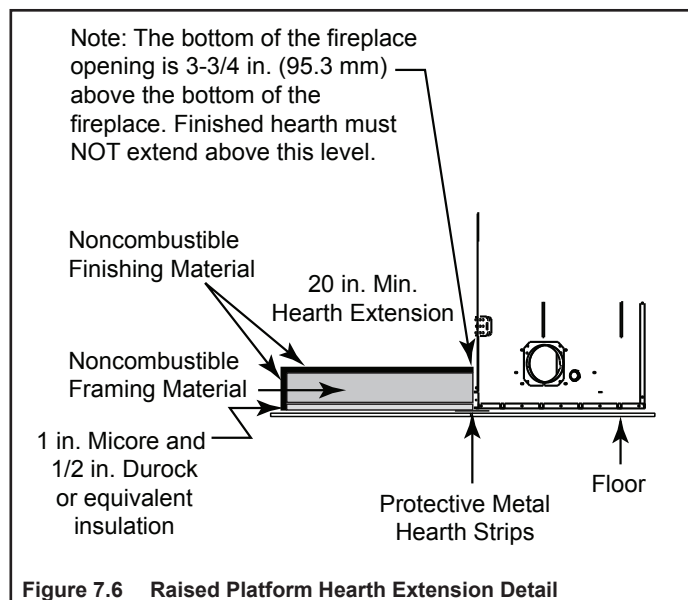 Note: The bottom of the fireplace
opening is 3-3/4 in. (95.3 mm)
above the bottom of the
fireplace. Finished hearth must
NOT extend above this level.
Noncombustible
Finishing Material
20 in. Min.
Hearth Extension
Noncombustible
Framing Material
1 in. Micore and
1/2 in. Durock
or equivalent
insulation
Protective Metal
Hearth Strips
Floor
Figure 7.6 Raised Platform Hearth Extension Detail